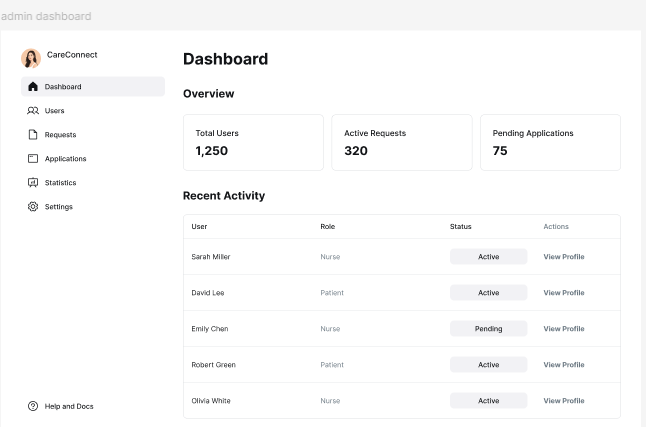 admin dashboard
CareConnect
Dashboard
Users
Requests
Applications
Statistics
Settings
Help and Docs
Dashboard
Overview
Total Users
1,250
Active Requests
320
Pending Applications
75
Recent Activity
User Role Status Actions
Sarah Miller Nurse Active View Profile
David Lee Patient Active View Profile
Emily Chen Nurse Pending View Profile
Robert Green Patient Active View Profile
Olivia White Nurse Active View Profile